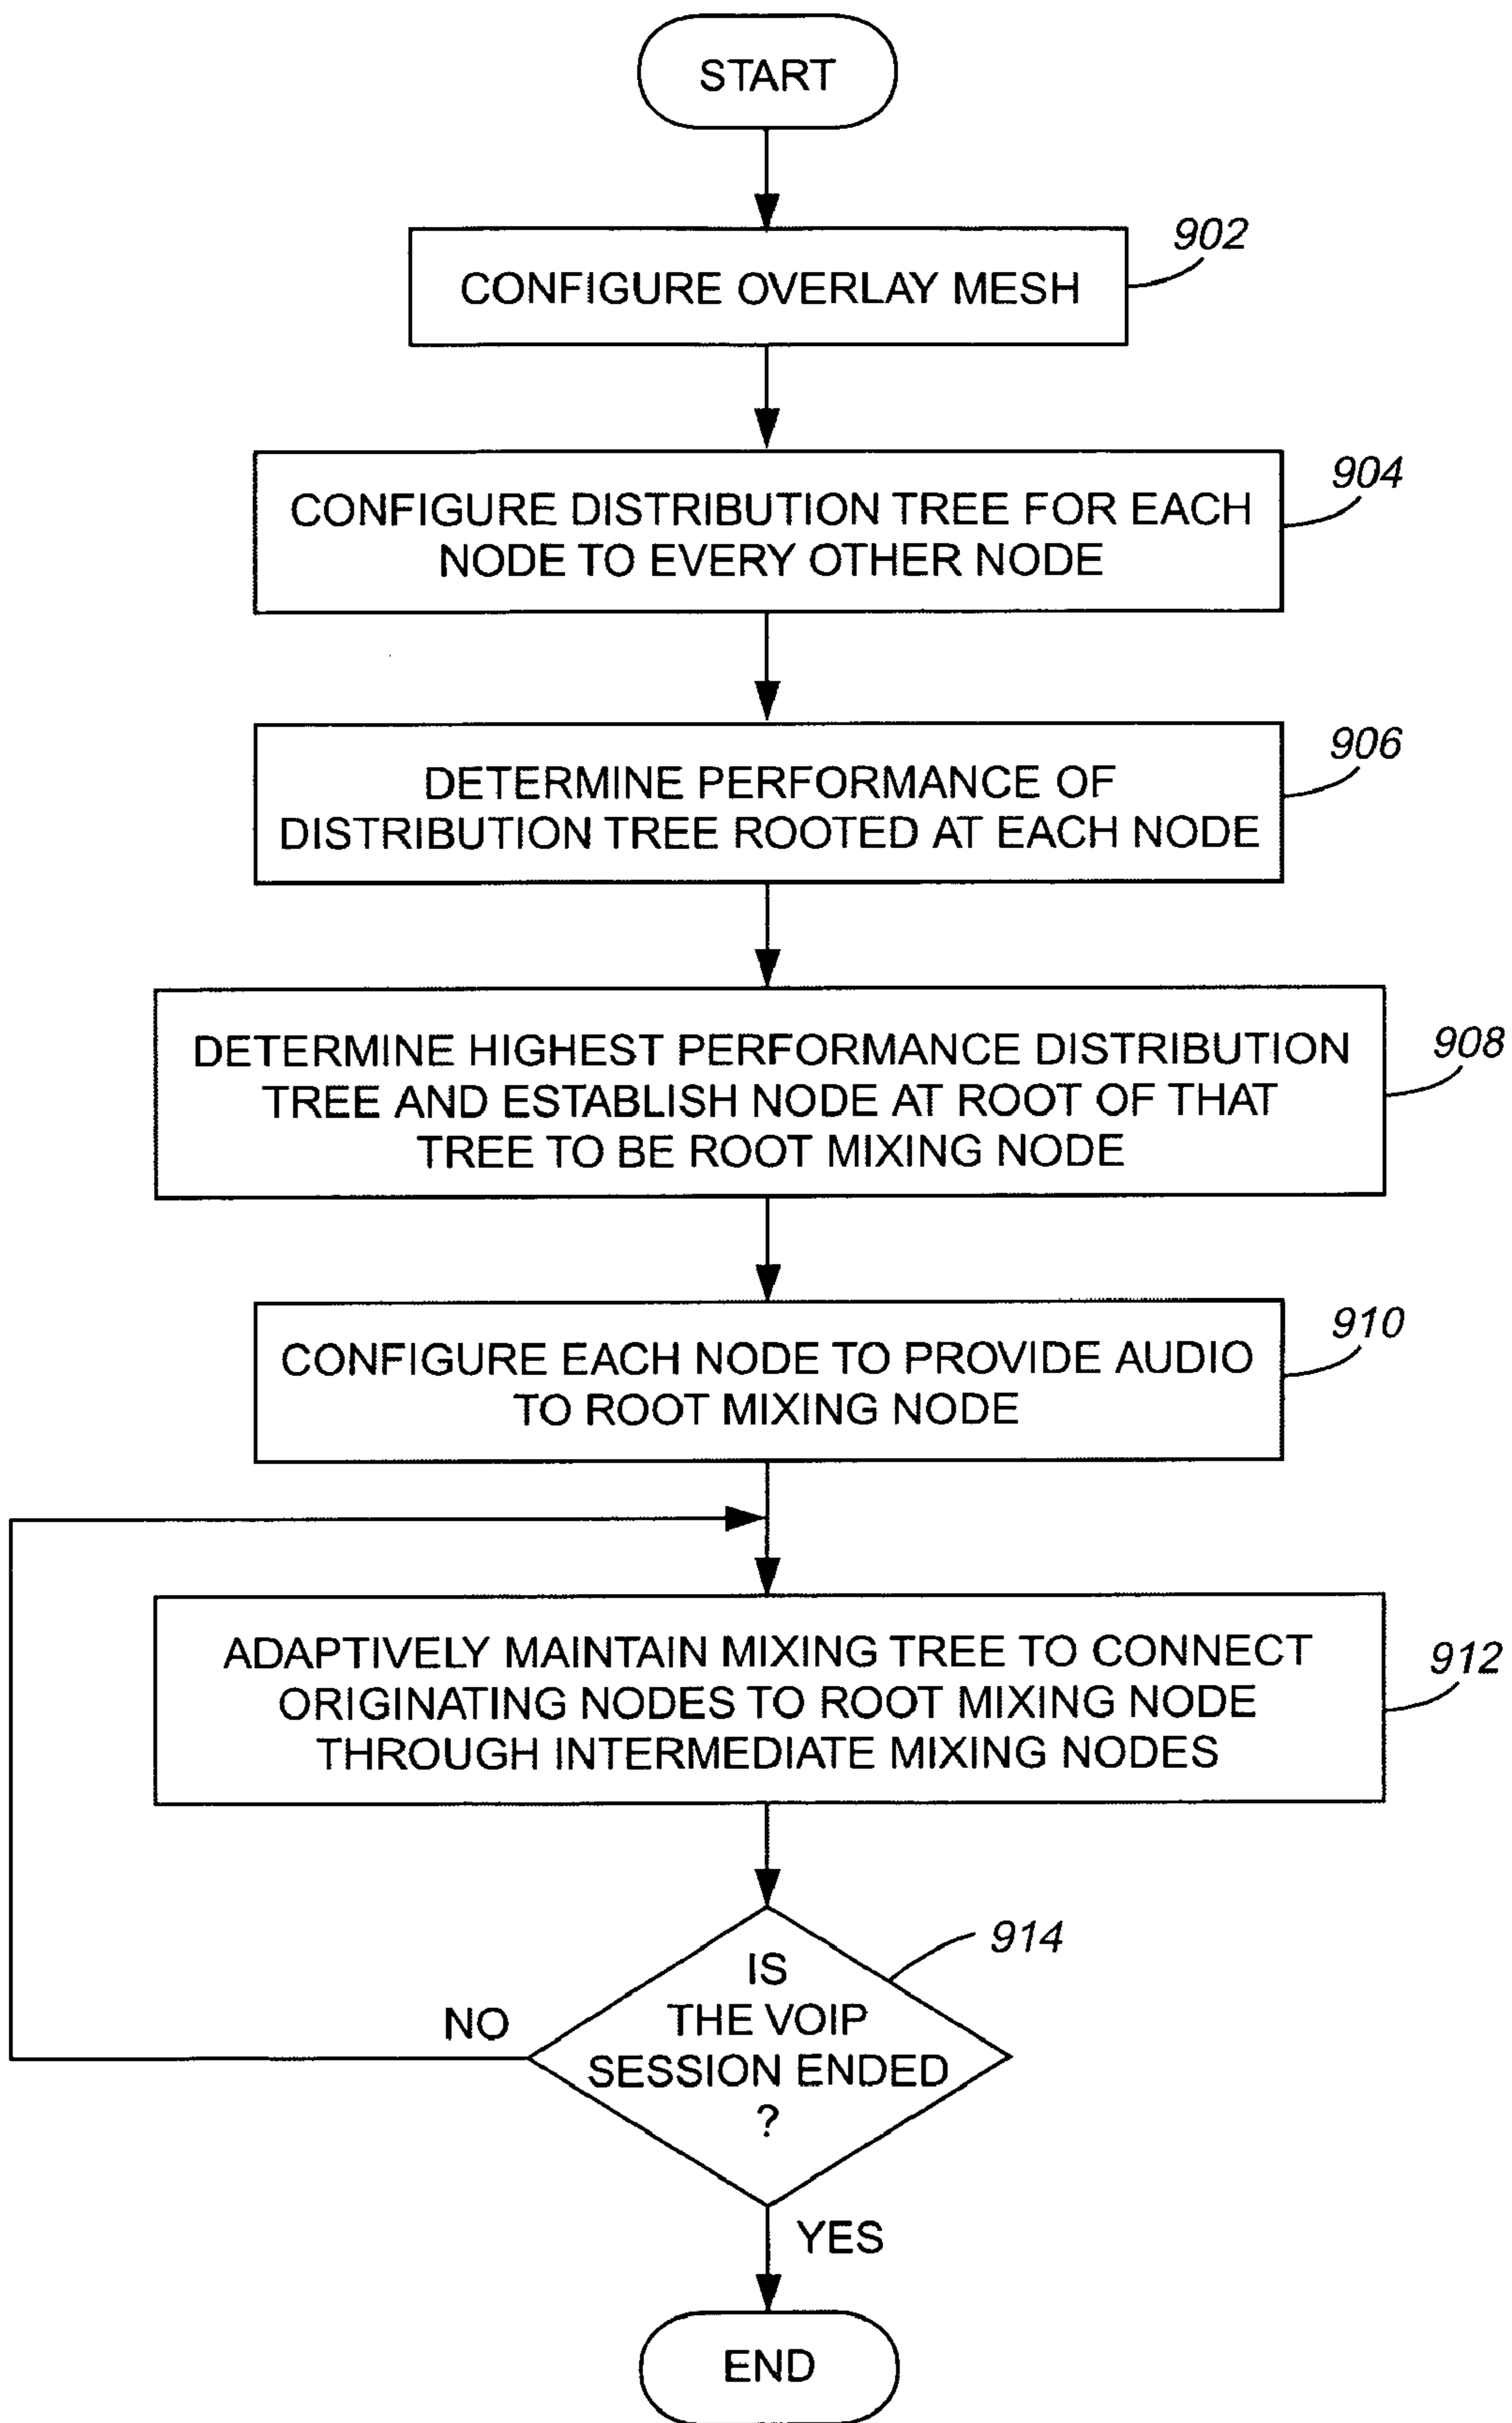 START
902
CONFIGURE OVERLAY MESH
904
CONFIGURE DISTRIBUTION TREE FOR EACH
NODE TO EVERY OTHER NODE
906
DETERMINE PERFORMANCE OF
DISTRIBUTION TREE ROOTED AT EACH NODE
908
DETERMINE HIGHEST PERFORMANCE DISTRIBUTION
TREE AND ESTABLISH NODE AT ROOT OF THAT
TREE TO BE ROOT MIXING NODE
910
CONFIGURE EACH NODE TO PROVIDE AUDIO
TO ROOT MIXING NODE
912
ADAPTIVELY MAINTAIN MIXING TREE TO CONNECT
ORIGINATING NODES TO ROOT MIXING NODE
THROUGH INTERMEDIATE MIXING NODES
914
IS
THE VOIP
SESSION ENDED
?
NO
YES
END